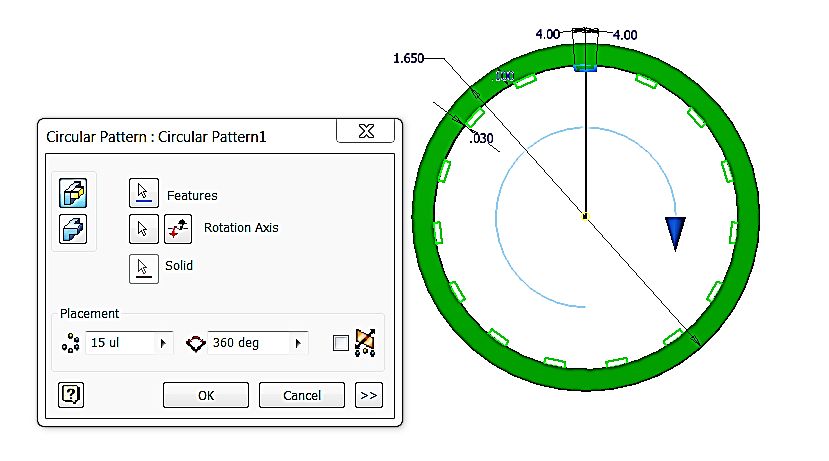 4.00 4.00
1.650
.100
.030
Circular Pattern : Circular Pattern1
Features
Rotation Axis
Solid
Placement
15 ul
360 deg
OK
Cancel
>>